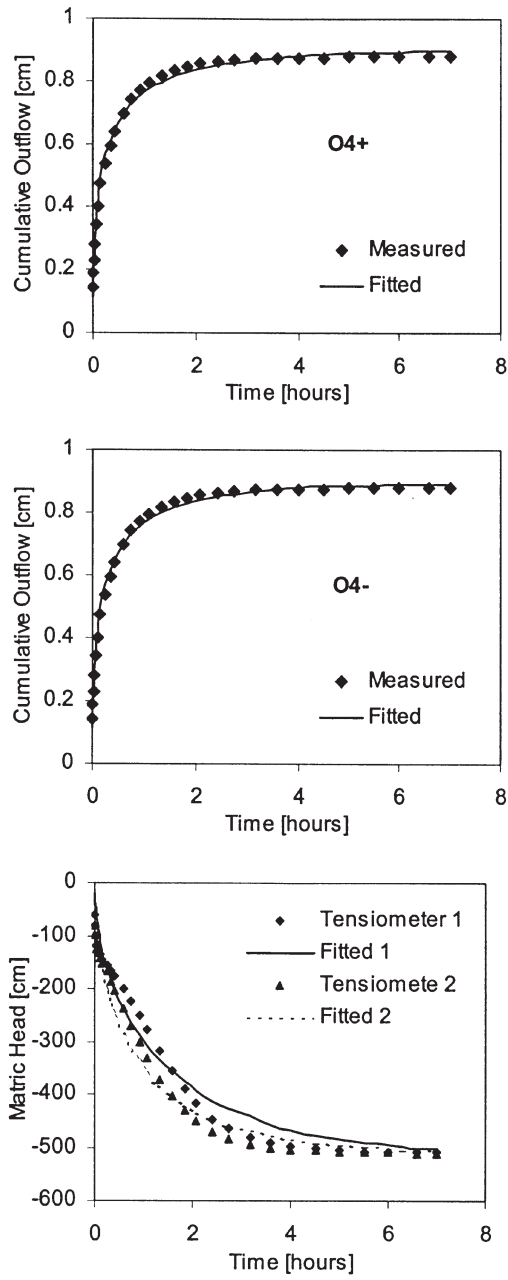 1
0.8
0.6
0.4
0.2
0
Cumulative Outflow [cm]
O4+
Measured
Fitted
0 2 4 6 8
Time [hours]
1
0.8
0.6
0.4
0.2
0
Cumulative Outflow [cm]
O4-
Measured
Fitted
0 2 4 6 8
Time [hours]
0
-100
-200
-300
-400
-500
-600
Matric Head [cm]
Tensiometer 1
Fitted 1
Tensiomete 2
Fitted 2
0 2 4 6 8
Time [hours]